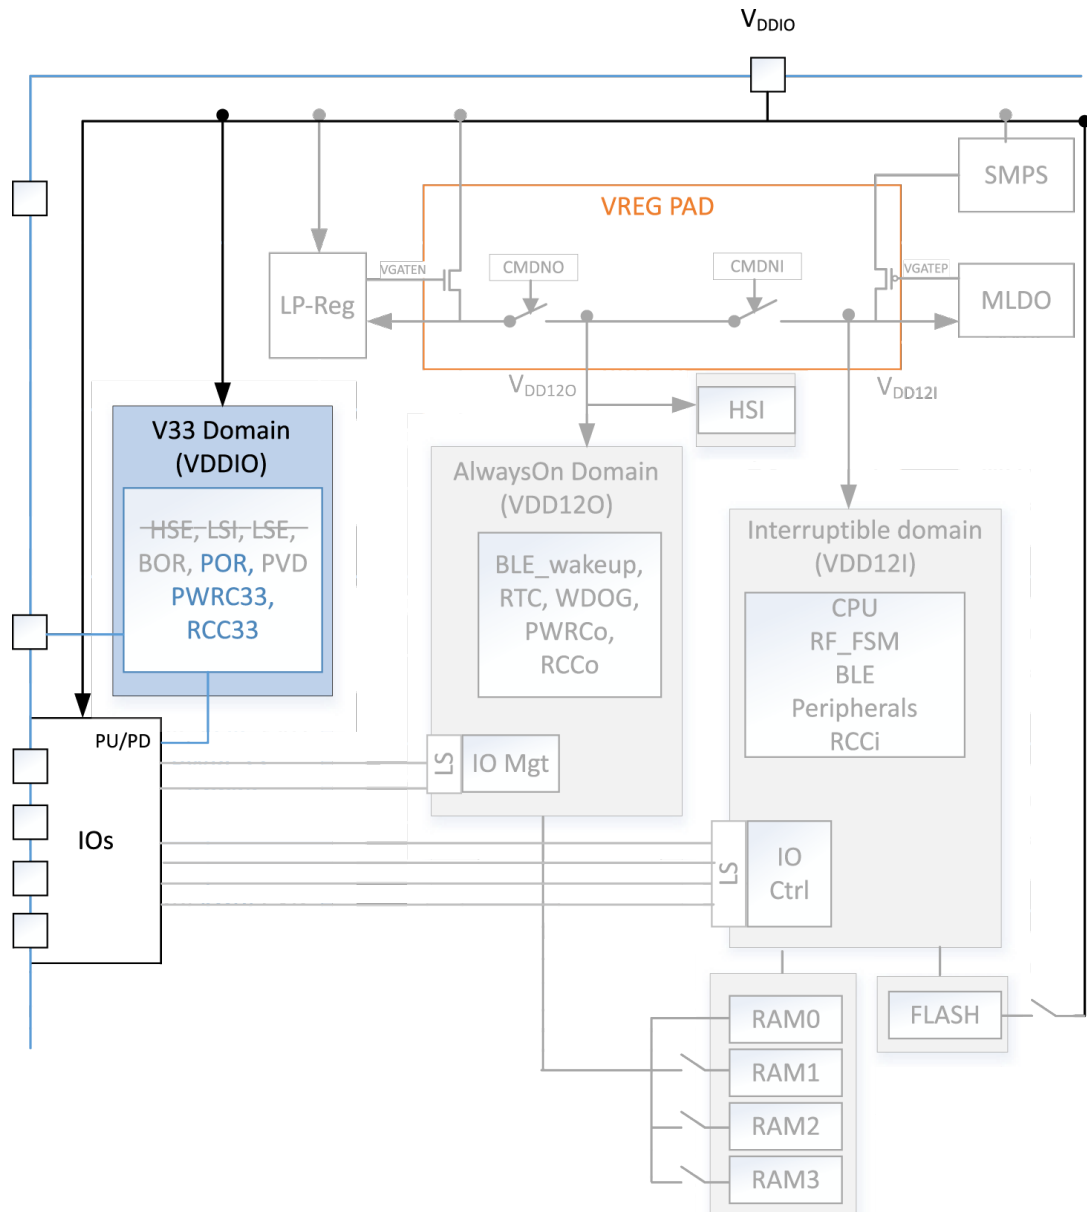 VDDIO
SMPS
VREG PAD
CMDNO
CMDNI
VGATEN
VGATEP
LP-Reg
MLDO
VDD12O
VDD12I
HSI
V33 Domain
(VDDIO)
HSE, LSI, LSE,
BOR, POR, PVD
PWRC33,
RCC33
AlwaysOn Domain
(VDD12O)
BLE_wakeup,
RTC, WDOG,
PWRCo,
RCCo
Interruptible domain
(VDD12I)
CPU
RF_FSM
BLE
Peripherals
RCCi
PU/PD
LS
IO Mgt
IOs
LS
IO
Ctrl
RAM0
FLASH
RAM1
RAM2
RAM3